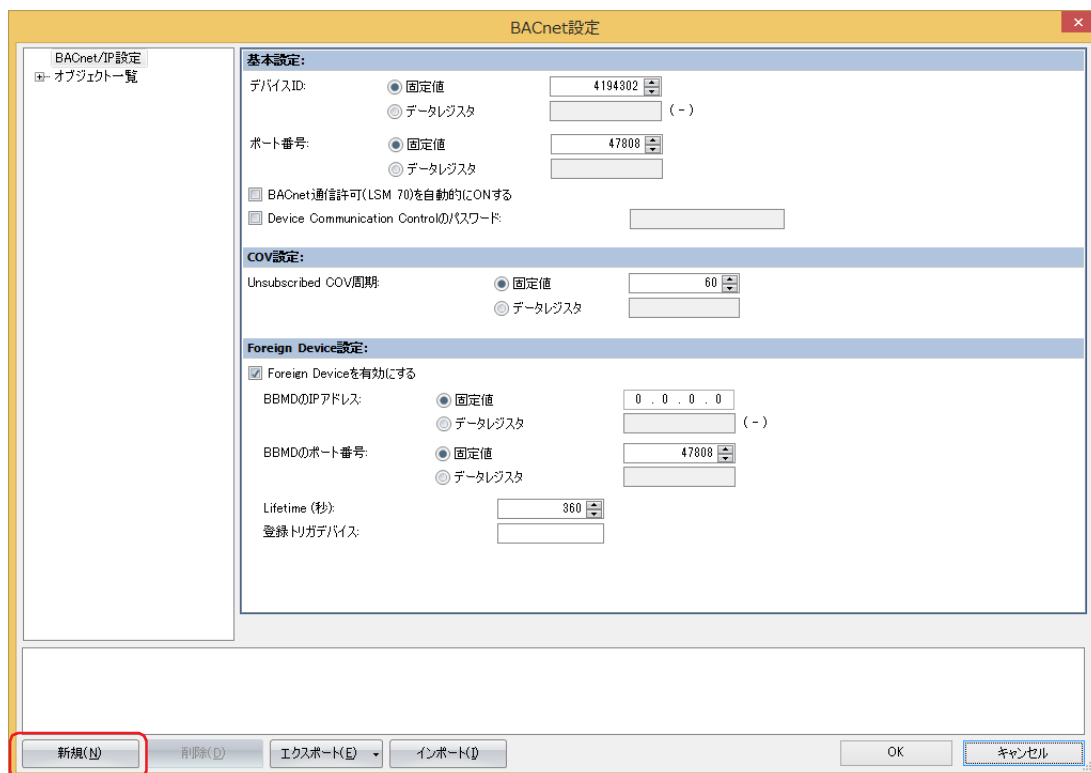 BACnet設定
BACnet/IP設定
オブジェクト一覧
基本設定:
デバイスID: 固定値 4194302
データレジスタ (-)
ポート番号: 固定値 47808
データレジスタ
BACnet通信許可(LSM 70)を自動的にONする
Device Communication Controlのパスワード:
COV設定:
Unsubscribed COV周期: 固定値 60
データレジスタ
Foreign Device設定:
Foreign Deviceを有効にする
BBMDのIPアドレス: 固定値 0 . 0 . 0 . 0
データレジスタ (-)
BBMDのポート番号: 固定値 47808
データレジスタ
Lifetime (秒): 360
登録トリガデバイス:
新規(N) 削除(D) エクスポート(E) インポート(I) OK キャンセル